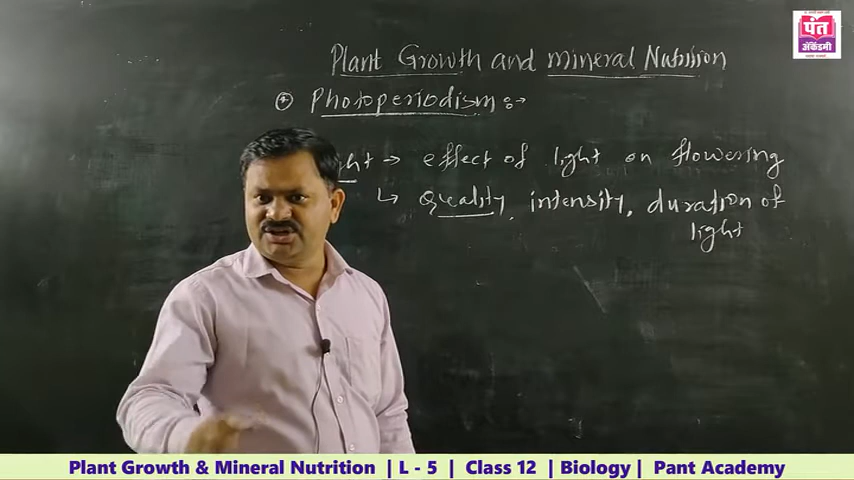 पंत
अॅकॅडमी
Plant Growth and mineral Nutrition
Photoperiodism :-
ght → effect of light on flowering
↳ Quality, intensity, duration of
light
Plant Growth & Mineral Nutrition | L - 5 | Class 12 | Biology | Pant Academy